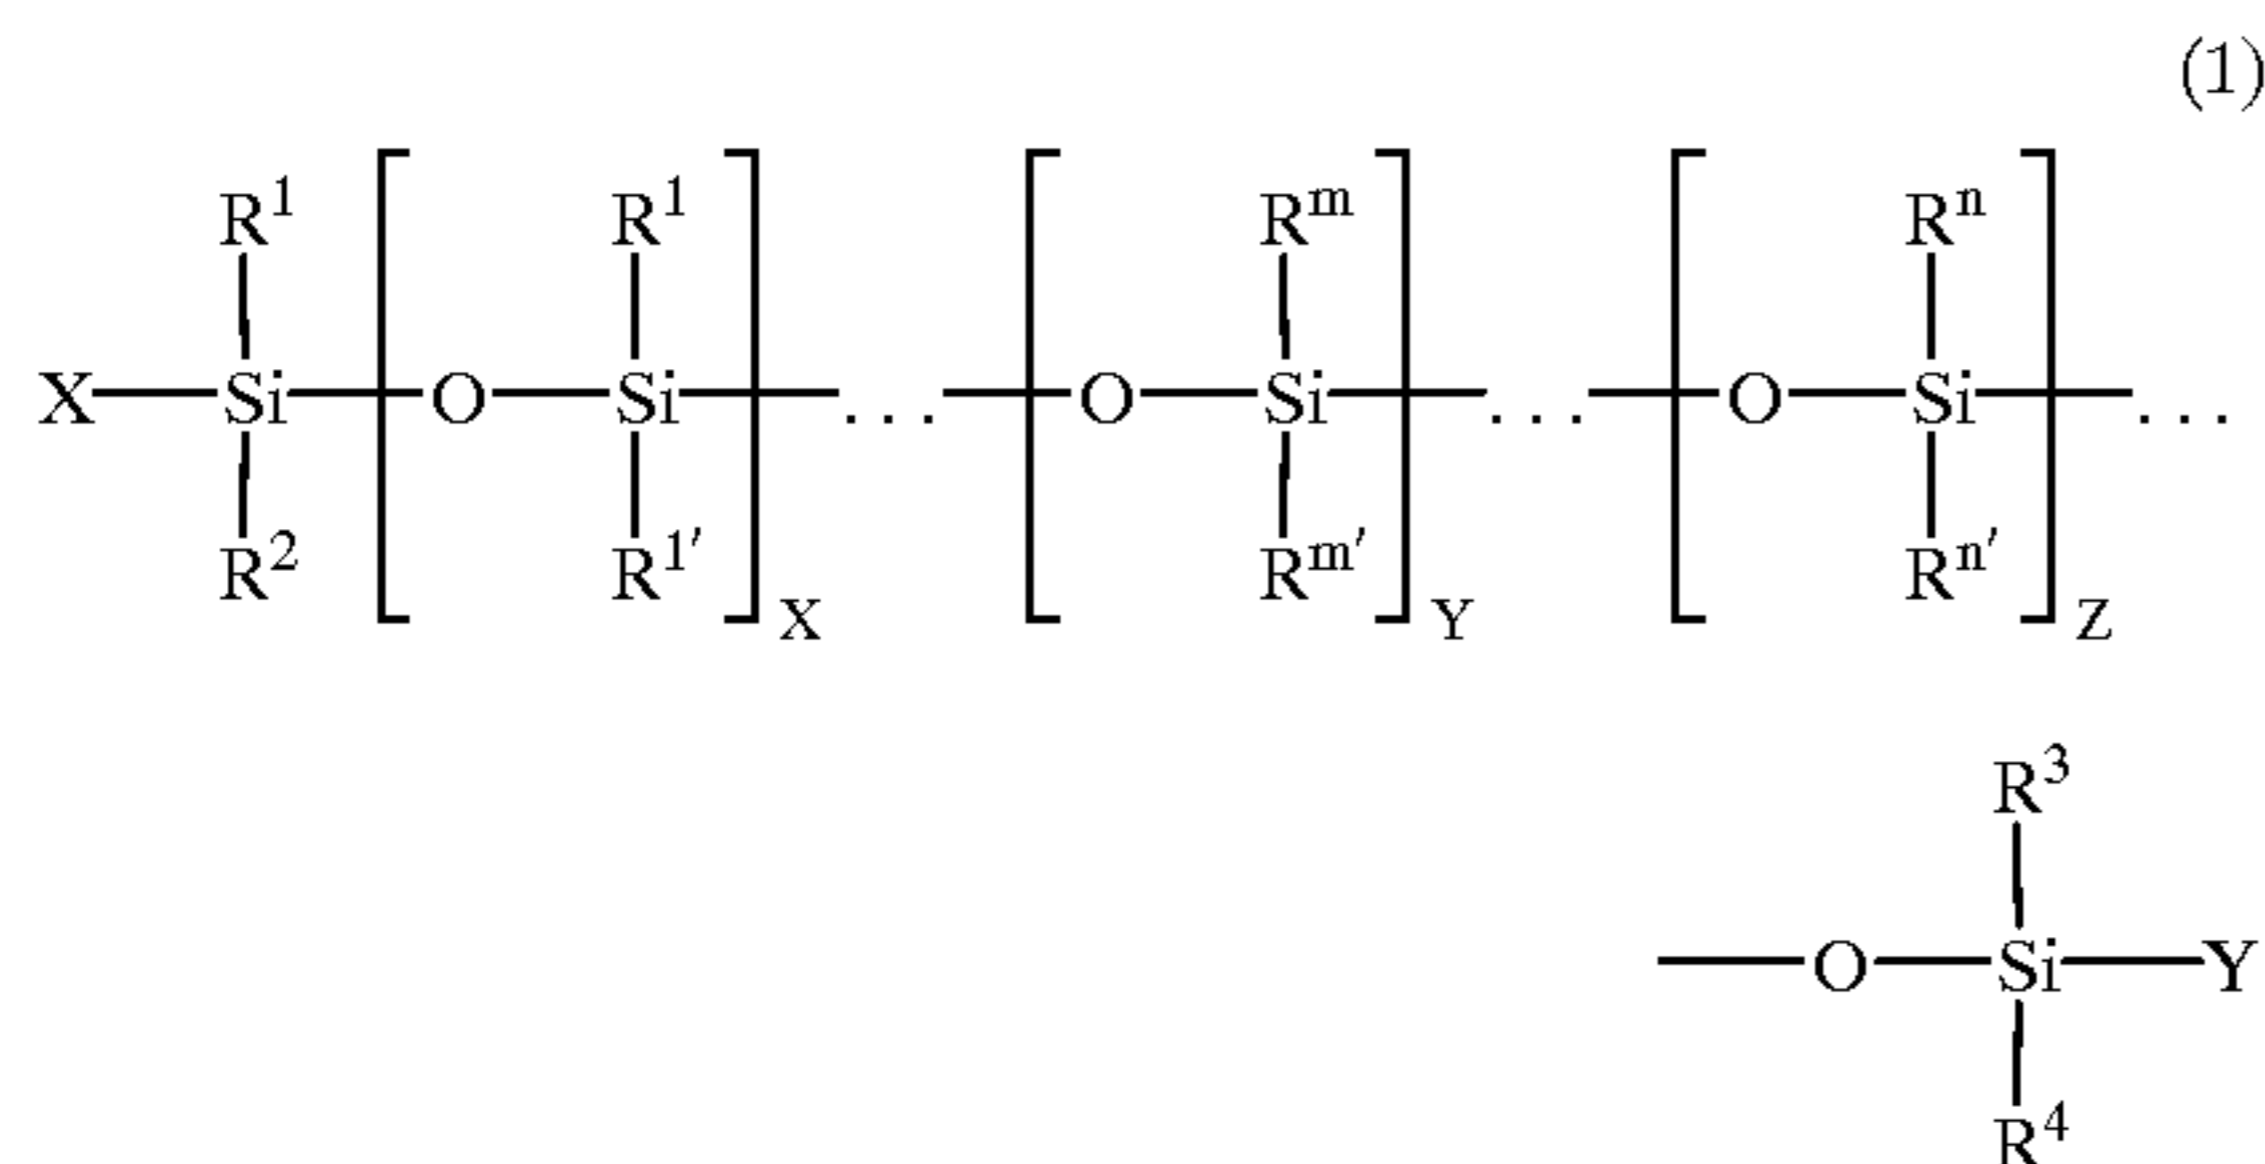 (1)
R¹ R¹ Rᵐ Rⁿ
X—Si—[O—Si]—...—[O—Si]—...—[O—Si]—...
R² R¹′ Rᵐ′ Rⁿ′
X Y Z
R³
—O—Si—Y
R⁴